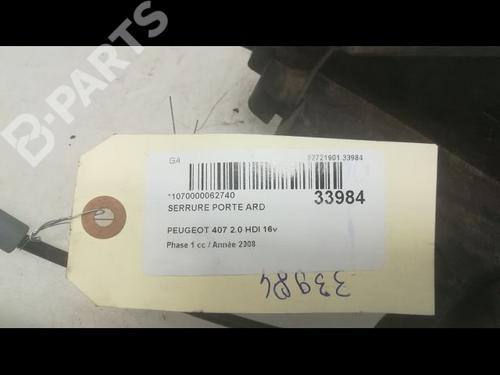 B-PARTS
GA
97721901 33984
*1070000062740
33984
SERRURE PORTE ARD
PEUGEOT 407 2.0 HDI 16v
Phase 1 cc / Année 2008
33984